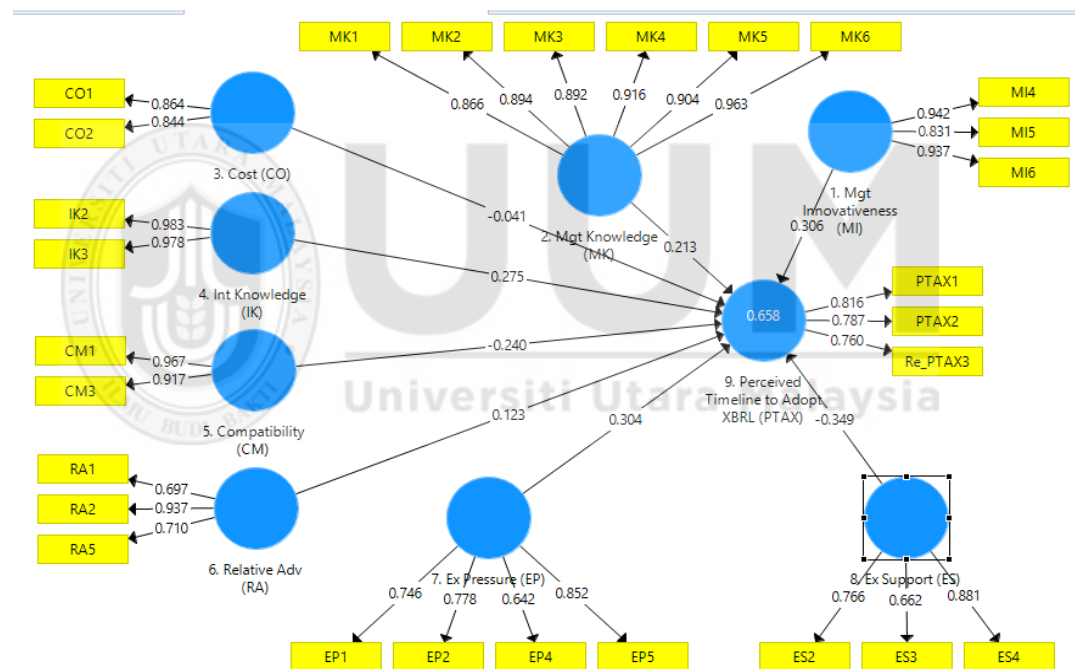 MK1 MK2 MK3 MK4 MK5 MK6
0.866 0.894 0.892 0.916 0.904 0.963
CO1
CO2
0.864
0.844
3. Cost (CO)
-0.041
IK2
IK3
0.983
0.978
4. Int Knowledge
(IK)
0.275
CM1
CM3
0.967
0.917
5. Compatibility
(CM)
-0.240
RA1
RA2
RA5
0.697
0.937
0.710
6. Relative Adv
(RA)
0.123
2. Mgt Knowledge
(MK)
0.213
MI4
MI5
MI6
0.942
0.831
0.937
1. Mgt
Innovativeness
(MI)
0.306
0.658
PTAX1
PTAX2
Re_PTAX3
0.816
0.787
0.760
9. Perceived
Timeline to Adopt
XBRL (PTAX)
0.304
-0.349
7. Ex Pressure (EP)
0.746 0.778 0.642 0.852
EP1 EP2 EP4 EP5
8. Ex Support (ES)
0.766 0.662 0.881
ES2 ES3 ES4
UUM
Universiti Utara Malaysia
UNIVERSITI UTARA MALAYSIA
ILMU BUDI BAKTI